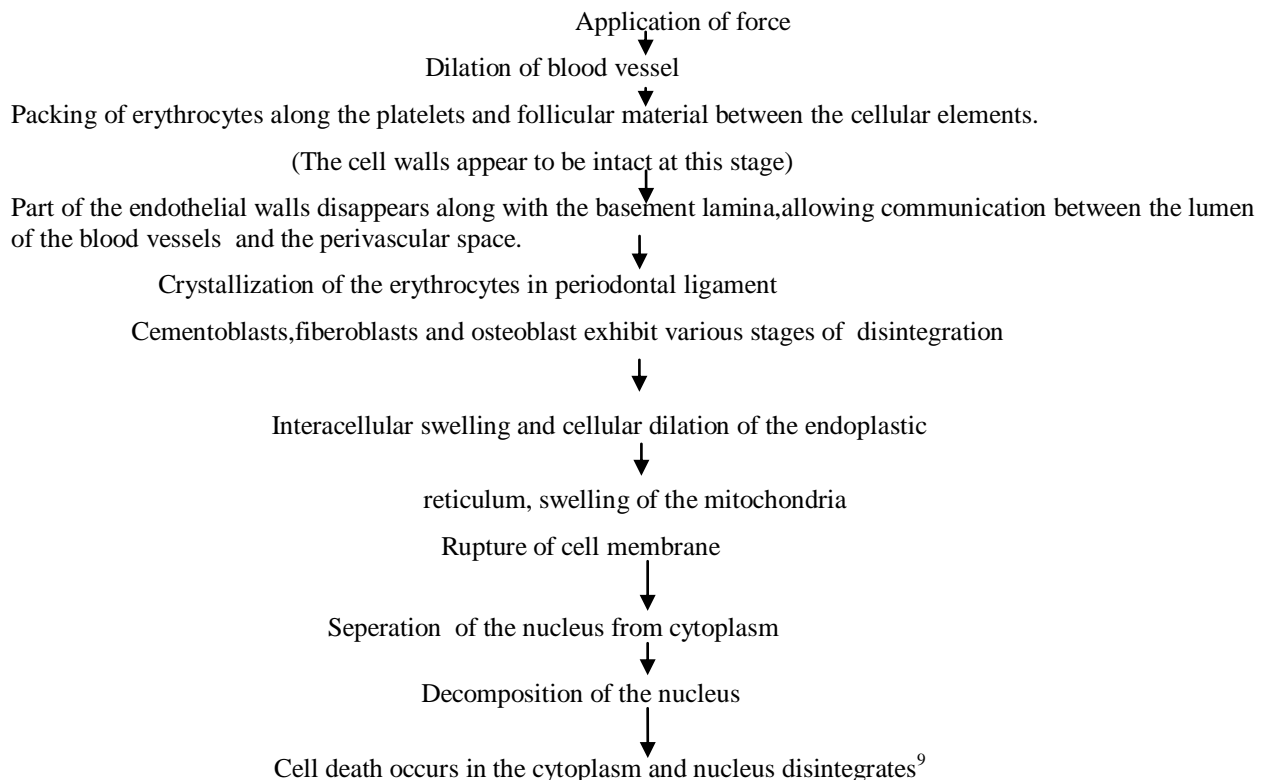 Application of force
Dilation of blood vessel
Packing of erythrocytes along the platelets and follicular material between the cellular elements.
(The cell walls appear to be intact at this stage)
Part of the endothelial walls disappears along with the basement lamina,allowing communication between the lumen
of the blood vessels and the perivascular space.
Crystallization of the erythrocytes in periodontal ligament
Cementoblasts,fiberoblasts and osteoblast exhibit various stages of disintegration
Interacellular swelling and cellular dilation of the endoplastic
reticulum, swelling of the mitochondria
Rupture of cell membrane
Seperation of the nucleus from cytoplasm
Decomposition of the nucleus
Cell death occurs in the cytoplasm and nucleus disintegrates⁹